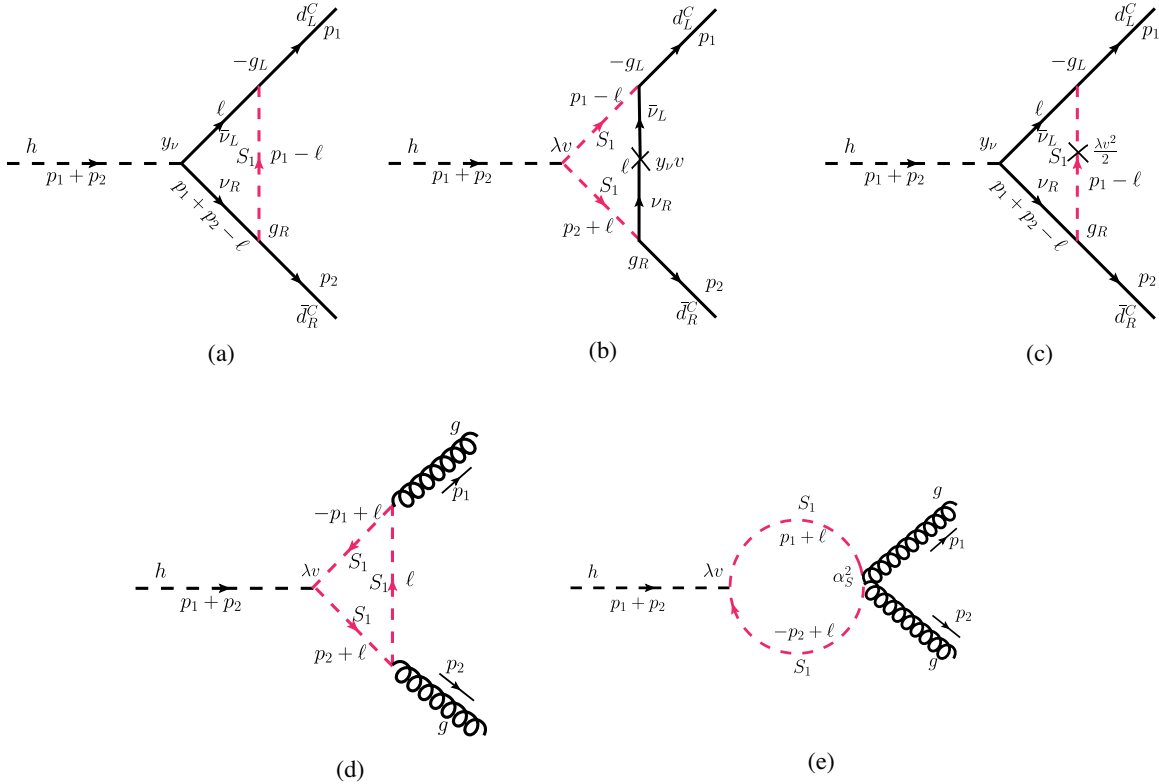 d_L^C
p_1
-g_L
ℓ
ν̄_L
y_ν
h
p_1 + p_2
S_1
p_1 - ℓ
ν_R
p_1 + p_2 - ℓ
g_R
p_2
d̄_R^C
(a)
d_L^C
p_1
-g_L
p_1 - ℓ
ν̄_L
S_1
h
λv
ℓ
y_ν v
p_1 + p_2
S_1
ν_R
p_2 + ℓ
g_R
p_2
d̄_R^C
(b)
d_L^C
p_1
-g_L
ℓ
ν̄_L
y_ν
h
p_1 + p_2
S_1
λv^2/2
p_1 - ℓ
ν_R
p_1 + p_2 - ℓ
g_R
p_2
d̄_R^C
(c)
g
p_1
-p_1 + ℓ
S_1
h
λv
S_1
ℓ
p_1 + p_2
S_1
p_2 + ℓ
p_2
g
(d)
S_1
p_1 + ℓ
g
p_1
h
λv
α_S^2
p_1 + p_2
-p_2 + ℓ
S_1
p_2
g
(e)